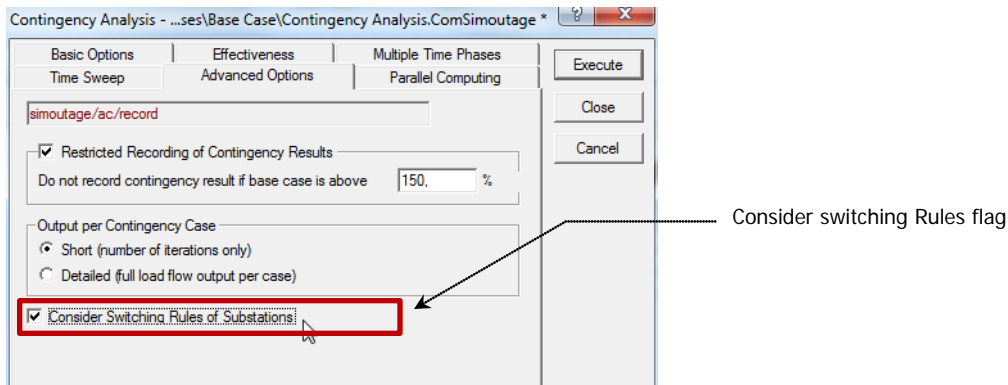 Contingency Analysis - ...ses\Base Case\Contingency Analysis.ComSimoutage *
?
X
Basic Options
Effectiveness
Multiple Time Phases
Time Sweep
Advanced Options
Parallel Computing
Execute
Close
Cancel
simoutage/ac/record
Restricted Recording of Contingency Results
Do not record contingency result if base case is above 150, %
Output per Contingency Case
Short (number of iterations only)
Detailed (full load flow output per case)
Consider Switching Rules of Substations
Consider switching Rules flag